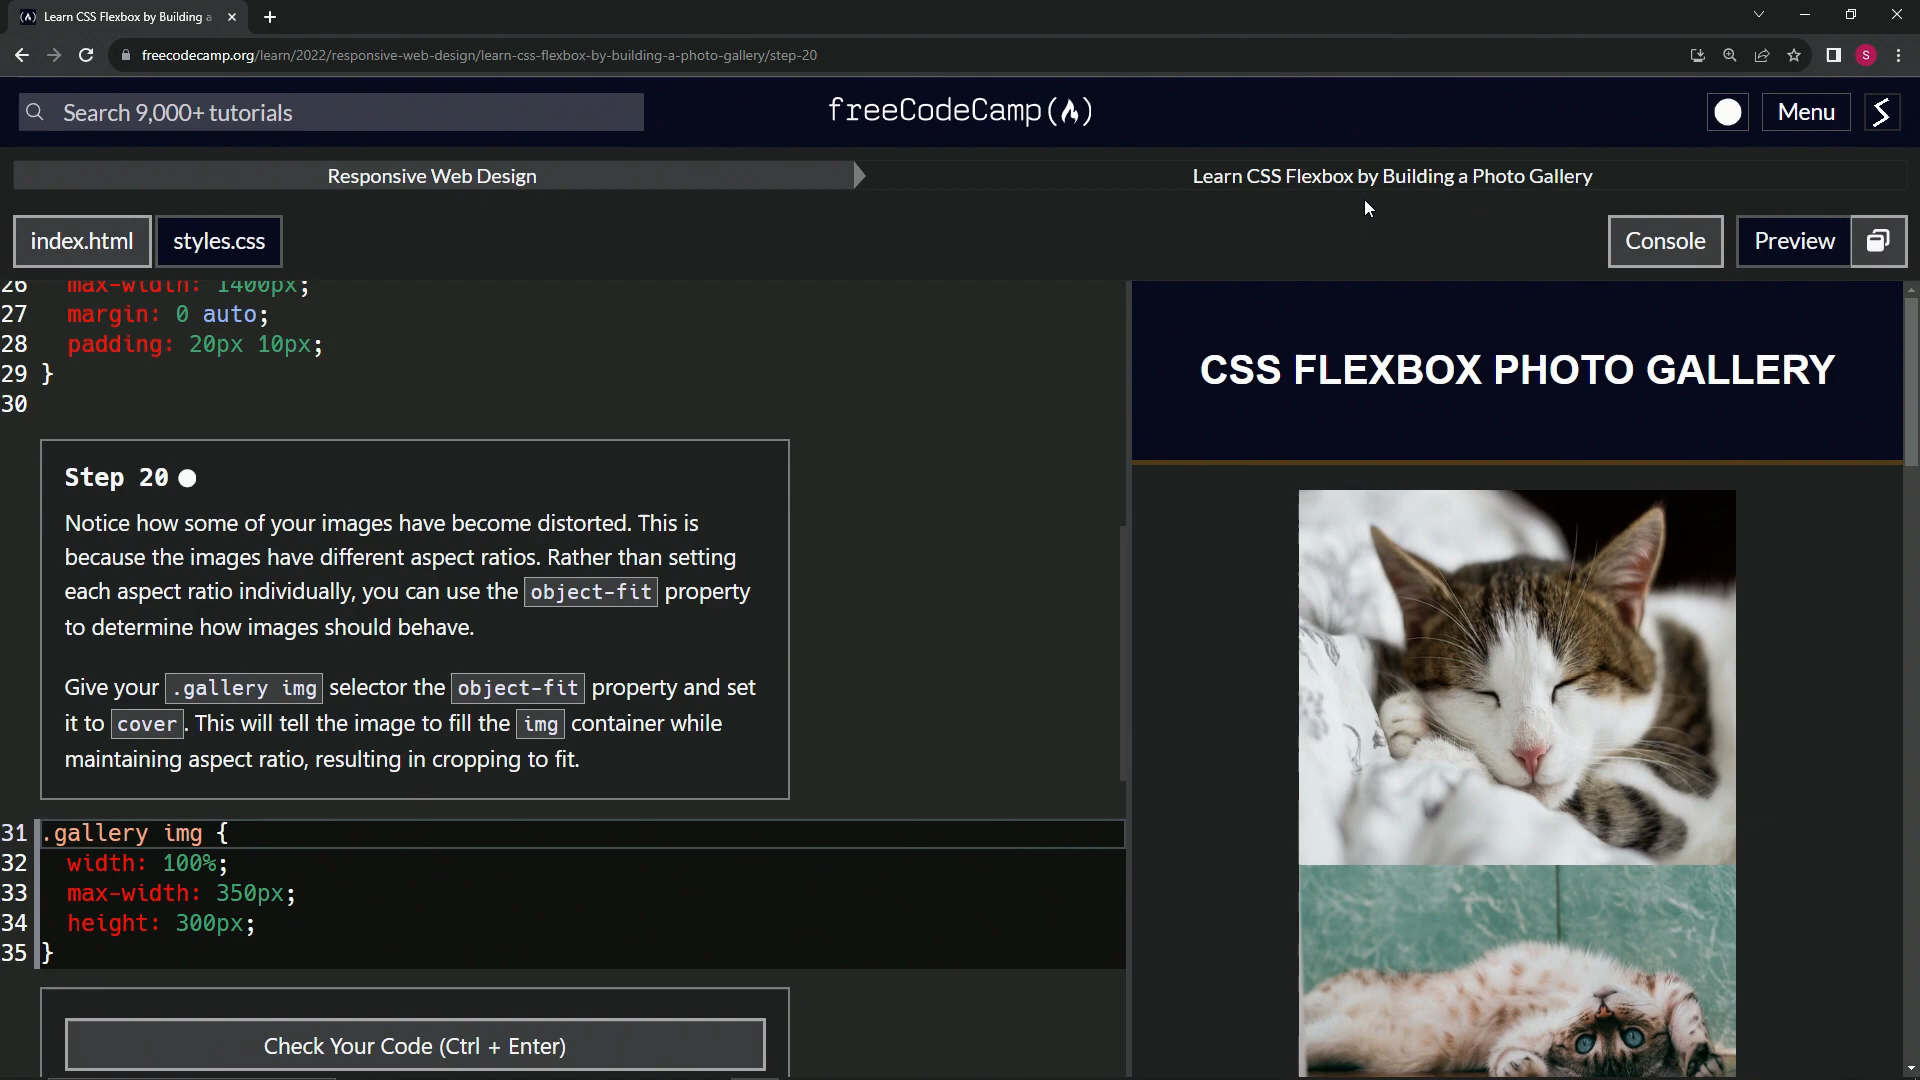 Learn CSS Flexbox by Building a
freecodecamp.org/learn/2022/responsive-web-design/learn-css-flexbox-by-building-a-photo-gallery/step-20
S
Search 9,000+ tutorials
freeCodeCamp
Menu
Responsive Web Design
Learn CSS Flexbox by Building a Photo Gallery
index.html
styles.css
Console
Preview
26 max-width: 1400px;
27 margin: 0 auto;
28 padding: 20px 10px;
29 }
30
Step 20
Notice how some of your images have become distorted. This is
because the images have different aspect ratios. Rather than setting
each aspect ratio individually, you can use the object-fit property
to determine how images should behave.
Give your .gallery img selector the object-fit property and set
it to cover. This will tell the image to fill the img container while
maintaining aspect ratio, resulting in cropping to fit.
31 .gallery img {
32 width: 100%;
33 max-width: 350px;
34 height: 300px;
35 }
Check Your Code (Ctrl + Enter)
CSS FLEXBOX PHOTO GALLERY